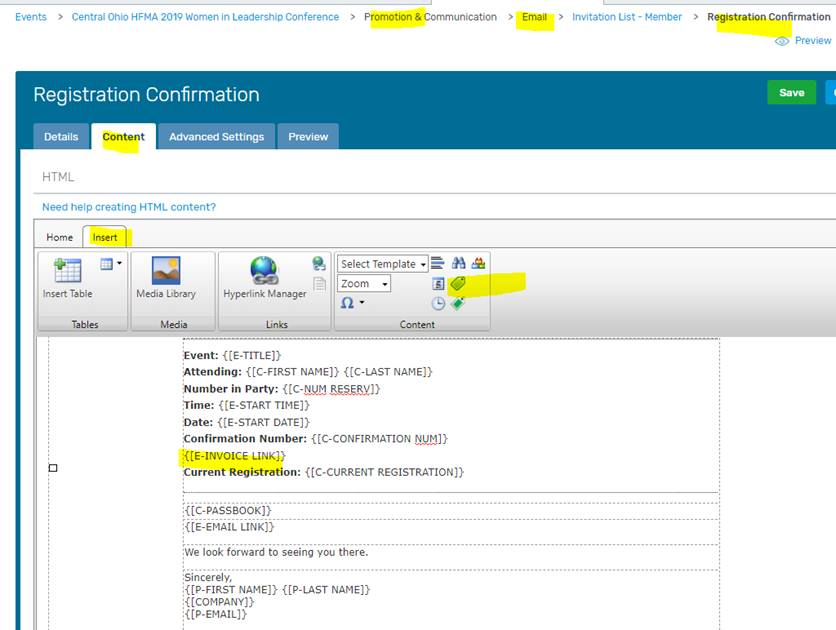 Events > Central Ohio HFMA 2019 Women in Leadership Conference > Promotion & Communication > Email > Invitation List - Member > Registration Confirmation
Preview
Registration Confirmation
Save
Details Content Advanced Settings Preview
HTML
Need help creating HTML content?
Home Insert
Select Template
Zoom
Ω
Insert Table Media Library Hyperlink Manager
Tables Media Links Content
Event: {[E-TITLE]}
Attending: {[C-FIRST NAME]} {[C-LAST NAME]}
Number in Party: {[C-NUM RESERV]}
Time: {[E-START TIME]}
Date: {[E-START DATE]}
Confirmation Number: {[C-CONFIRMATION NUM]}
{[E-INVOICE LINK]}
Current Registration: {[C-CURRENT REGISTRATION]}
{[C-PASSBOOK]}
{[E-EMAIL LINK]}
We look forward to seeing you there.
Sincerely,
{[P-FIRST NAME]} {[P-LAST NAME]}
{[COMPANY]}
{[P-EMAIL]}